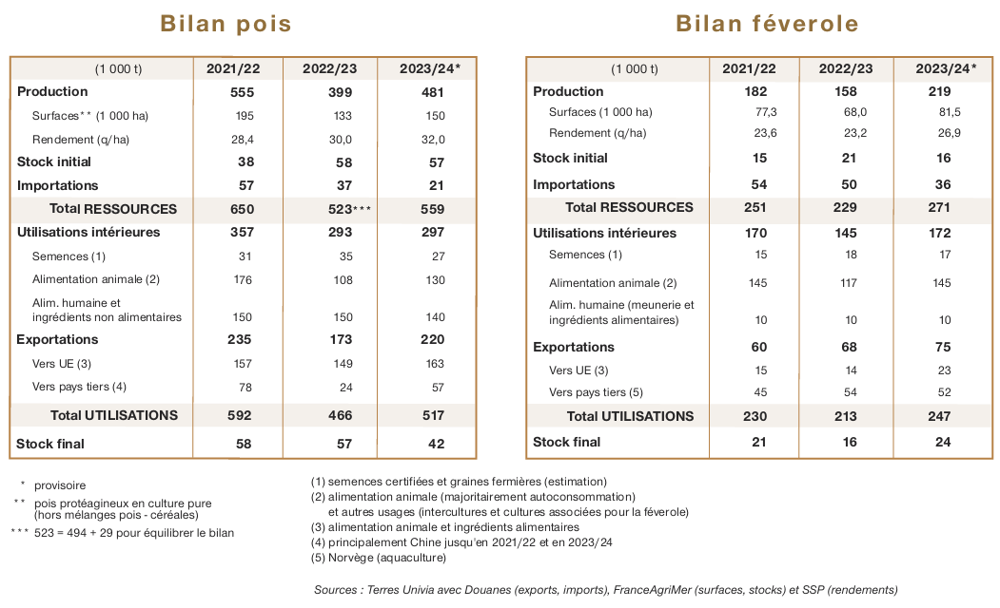 Bilan pois
(1 000 t) 2021/22 2022/23 2023/24*
Production 555 399 481
Surfaces** (1 000 ha) 195 133 150
Rendement (q/ha) 28,4 30,0 32,0
Stock initial 38 58 57
Importations 57 37 21
Total RESSOURCES 650 523*** 559
Utilisations intérieures 357 293 297
Semences (1) 31 35 27
Alimentation animale (2) 176 108 130
Alim. humaine et
ingrédients non alimentaires 150 150 140
Exportations 235 173 220
Vers UE (3) 157 149 163
Vers pays tiers (4) 78 24 57
Total UTILISATIONS 592 466 517
Stock final 58 57 42
Bilan féverole
(1 000 t) 2021/22 2022/23 2023/24*
Production 182 158 219
Surfaces (1 000 ha) 77,3 68,0 81,5
Rendement (q/ha) 23,6 23,2 26,9
Stock initial 15 21 16
Importations 54 50 36
Total RESSOURCES 251 229 271
Utilisations intérieures 170 145 172
Semences (1) 15 18 17
Alimentation animale (2) 145 117 145
Alim. humaine (meunerie et
ingrédients alimentaires) 10 10 10
Exportations 60 68 75
Vers UE (3) 15 14 23
Vers pays tiers (5) 45 54 52
Total UTILISATIONS 230 213 247
Stock final 21 16 24
* provisoire
** pois protéagineux en culture pure
(hors mélanges pois - céréales)
*** 523 = 494 + 29 pour équilibrer le bilan
(1) semences certifiées et graines fermières (estimation)
(2) alimentation animale (majoritairement autoconsommation)
et autres usages (intercultures et cultures associées pour la féverole)
(3) alimentation animale et ingrédients alimentaires
(4) principalement Chine jusqu'en 2021/22 et en 2023/24
(5) Norvège (aquaculture)
Sources : Terres Univia avec Douanes (exports, imports), FranceAgriMer (surfaces, stocks) et SSP (rendements)